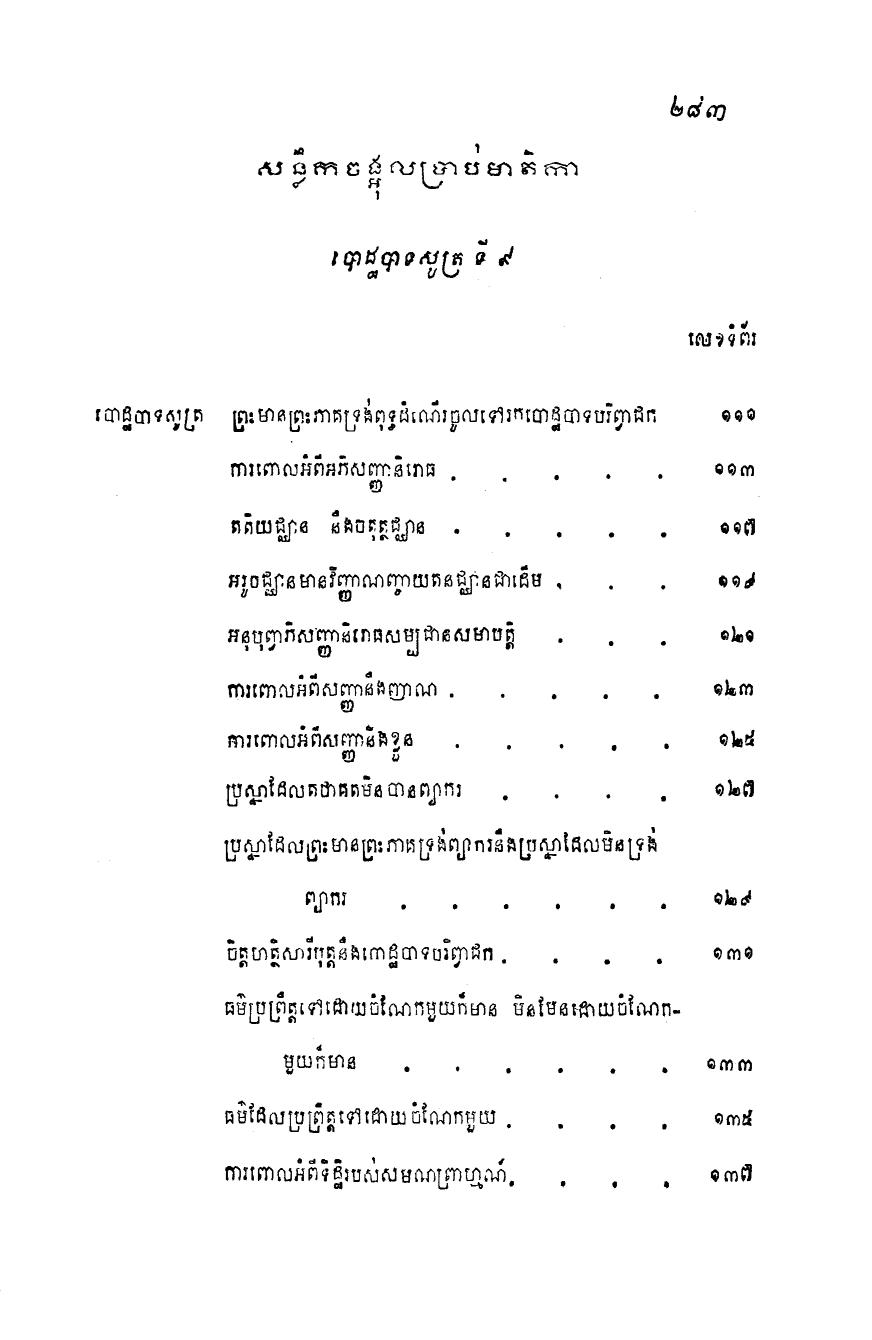 ២៨៣
សន្លឹកចង្អុលប្រាប់មាតិកា
បោដ្ឋបាទសូត្រ ទី ៩
លេខទំព័រ
បោដ្ឋបាទសូត្រ ព្រះមានព្រះភាគទ្រង់ពុទ្ធដំណើរចូលទៅរកបោដ្ឋបាទបរិព្វាជក ១១១
ការពោលអំពីអភិសញ្ញានិរោធ . . . . . ១១៣
តតិយជ្ឈាន នឹងចតុត្ថជ្ឈាន . . . . . ១១៧
អរូបជ្ឈានមានវិញ្ញាណញ្ចាយតនជ្ឈានជាដើម . . . ១១៩
អនុបុព្វាភិសញ្ញានិរោធសម្បជានសមាបត្តិ . . . ១២១
ការពោលអំពីសញ្ញានឹងញាណ . . . . . ១២៣
ការពោលអំពីសញ្ញានិងខ្លួន . . . . . ១២៥
ប្រស្នាដែលតថាគតមិនបានព្យាករ . . . . ១២៧
ប្រស្នាដែលព្រះមានព្រះភាគទ្រង់ព្យាករនឹងប្រស្នាដែលមិនទ្រង់
ព្យាករ . . . . . . ១២៩
ចិត្តហត្ថិសារីបុត្តនឹងពោដ្ឋបាទបរិព្វាជក . . . . ១៣១
ធម៌ប្រព្រឹត្តទៅដោយចំណែកមួយក៏មាន មិនមែនដោយចំណែក-
មួយក៏មាន . . . . . . ១៣៣
ធម៌ដែលប្រព្រឹត្តទៅដោយចំណែកមួយ . . . . ១៣៥
ការពោលអំពីទិដ្ឋិរបស់សមណព្រាហ្មណ៍ . . . . ១៣៧